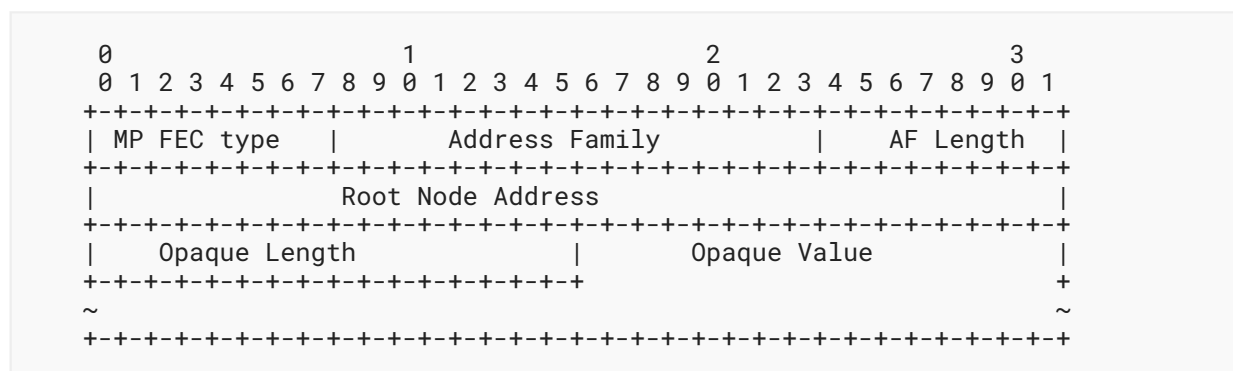 0                   1                   2                   3
 0 1 2 3 4 5 6 7 8 9 0 1 2 3 4 5 6 7 8 9 0 1 2 3 4 5 6 7 8 9 0 1
+-+-+-+-+-+-+-+-+-+-+-+-+-+-+-+-+-+-+-+-+-+-+-+-+-+-+-+-+-+-+-+-+
| MP FEC type   |       Address Family          |    AF Length  |
+-+-+-+-+-+-+-+-+-+-+-+-+-+-+-+-+-+-+-+-+-+-+-+-+-+-+-+-+-+-+-+-+
|                Root Node Address                              |
+-+-+-+-+-+-+-+-+-+-+-+-+-+-+-+-+-+-+-+-+-+-+-+-+-+-+-+-+-+-+-+-+
|    Opaque Length              |       Opaque Value            |
+-+-+-+-+-+-+-+-+-+-+-+-+-+-+-+-+                               +
~                                                               ~
+-+-+-+-+-+-+-+-+-+-+-+-+-+-+-+-+-+-+-+-+-+-+-+-+-+-+-+-+-+-+-+-+